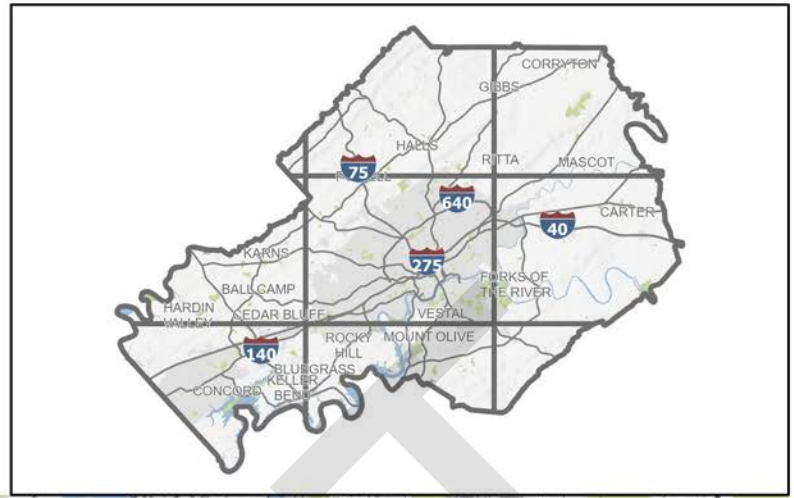 CORRYTON
GIBBS
HALLS
RITTA
MASCOT
75
640
CARTER
40
KARNS
275
FORKS OF
THE RIVER
BALL CAMP
HARDIN
VALLEY
CEDAR BLUFF
VESTAL
ROCKY
HILL
MOUNT OLIVE
140
BLUEGRASS
KELLER
BEND
CONCORD